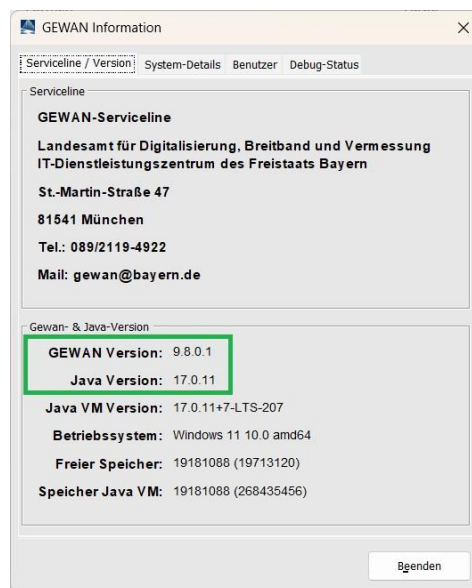 GEWAN Information
Serviceline / Version System-Details Benutzer Debug-Status
Serviceline
GEWAN-Serviceline
Landesamt für Digitalisierung, Breitband und Vermessung
IT-Dienstleistungszentrum des Freistaats Bayern
St.-Martin-Straße 47
81541 München
Tel.: 089/2119-4922
Mail: gewan@bayern.de
Gewan- & Java-Version
GEWAN Version: 9.8.0.1
Java Version: 17.0.11
Java VM Version: 17.0.11+7-LTS-207
Betriebssystem: Windows 11 10.0 amd64
Freier Speicher: 19181088 (19713120)
Speicher Java VM: 19181088 (268435456)
Beenden